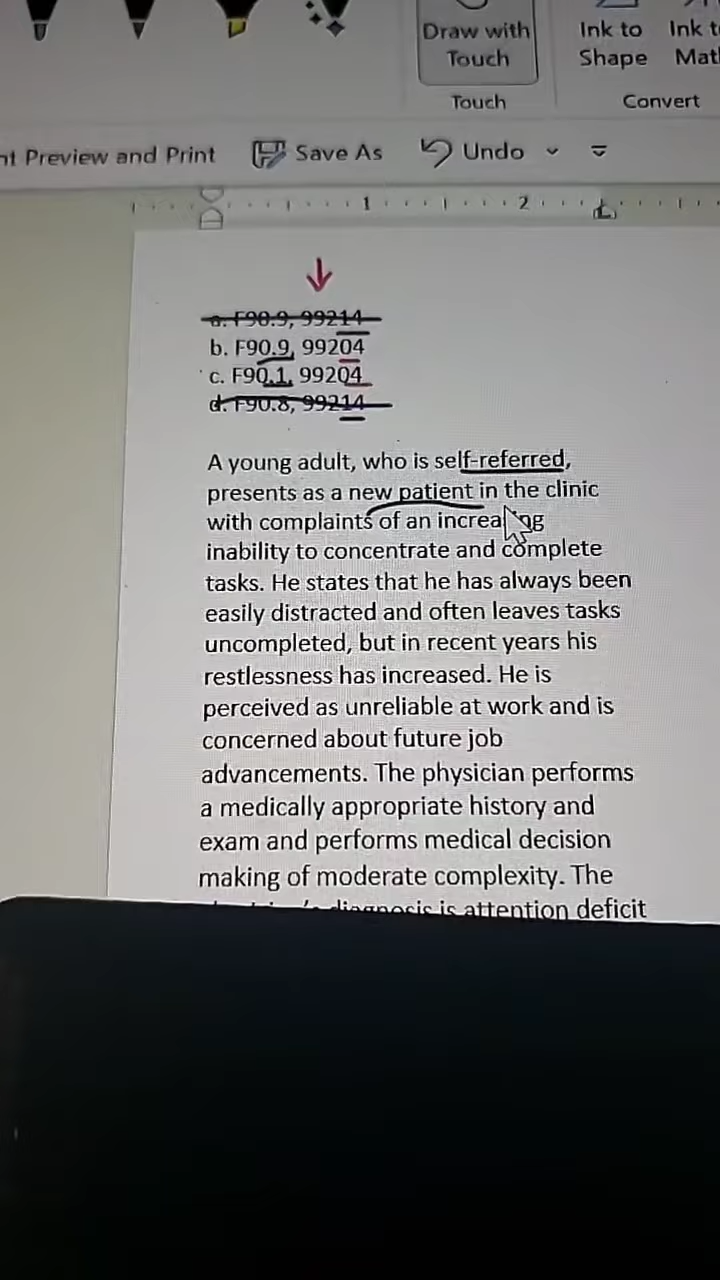 Draw with Touch
Ink to Shape
Touch
Convert
Preview and Print
Save As
Undo
1
2
a. F90.9, 99214
b. F90.9, 99204
c. F90.1, 99204
d. F90.8, 99214
A young adult, who is self-referred,
presents as a new patient in the clinic
with complaints of an increasing
inability to concentrate and complete
tasks. He states that he has always been
easily distracted and often leaves tasks
uncompleted, but in recent years his
restlessness has increased. He is
perceived as unreliable at work and is
concerned about future job
advancements. The physician performs
a medically appropriate history and
exam and performs medical decision
making of moderate complexity. The
diagnosis is attention deficit